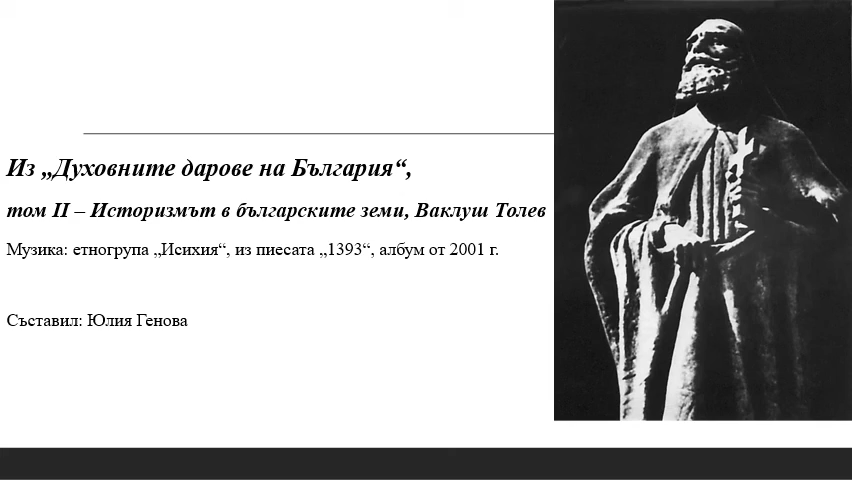 Из „Духовните дарове на България“,
том II – Историзмът в българските земи, Ваклуш Толев
Музика: етногрупа „Исихия“, из пиесата „1393“, албум от 2001 г.
Съставил: Юлия Генова